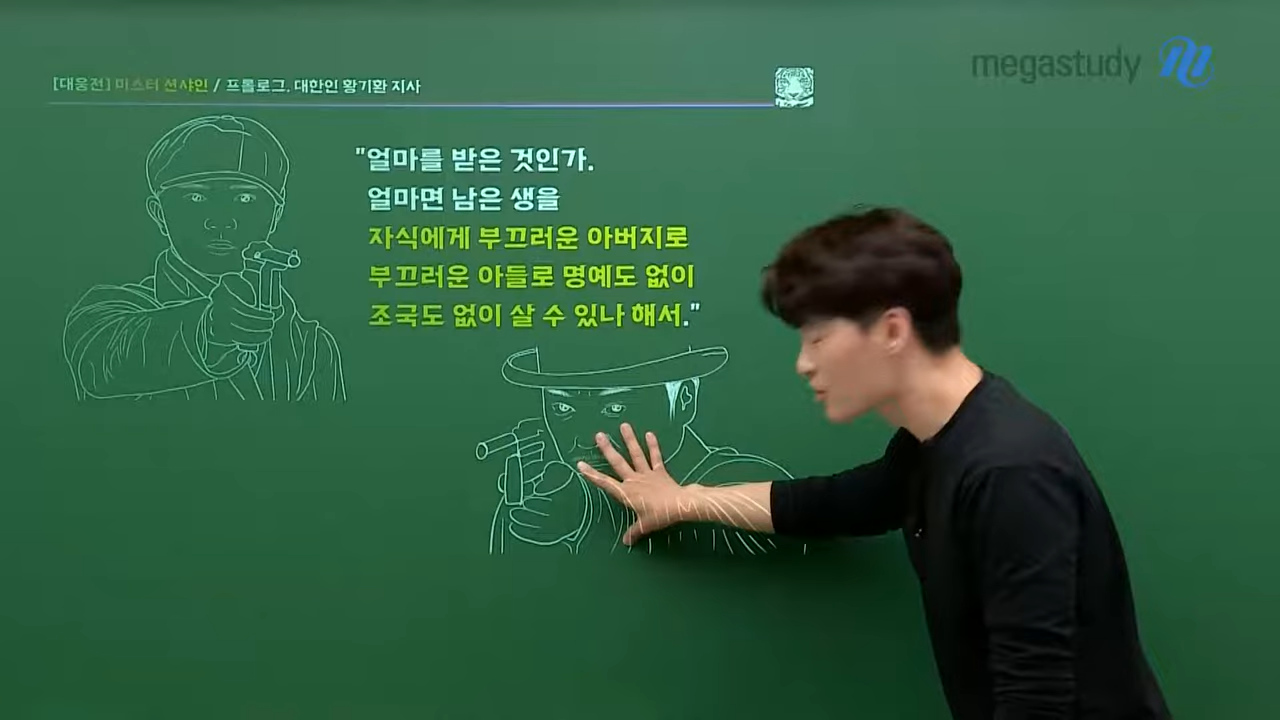 [대웅전] 미스터 션샤인 / 프롤로그. 대한인 황기환 지사
megastudy
"얼마를 받은 것인가.
얼마면 남은 생을
자식에게 부끄러운 아버지로
부끄러운 아들로 명예도 없이
조국도 없이 살 수 있나 해서."